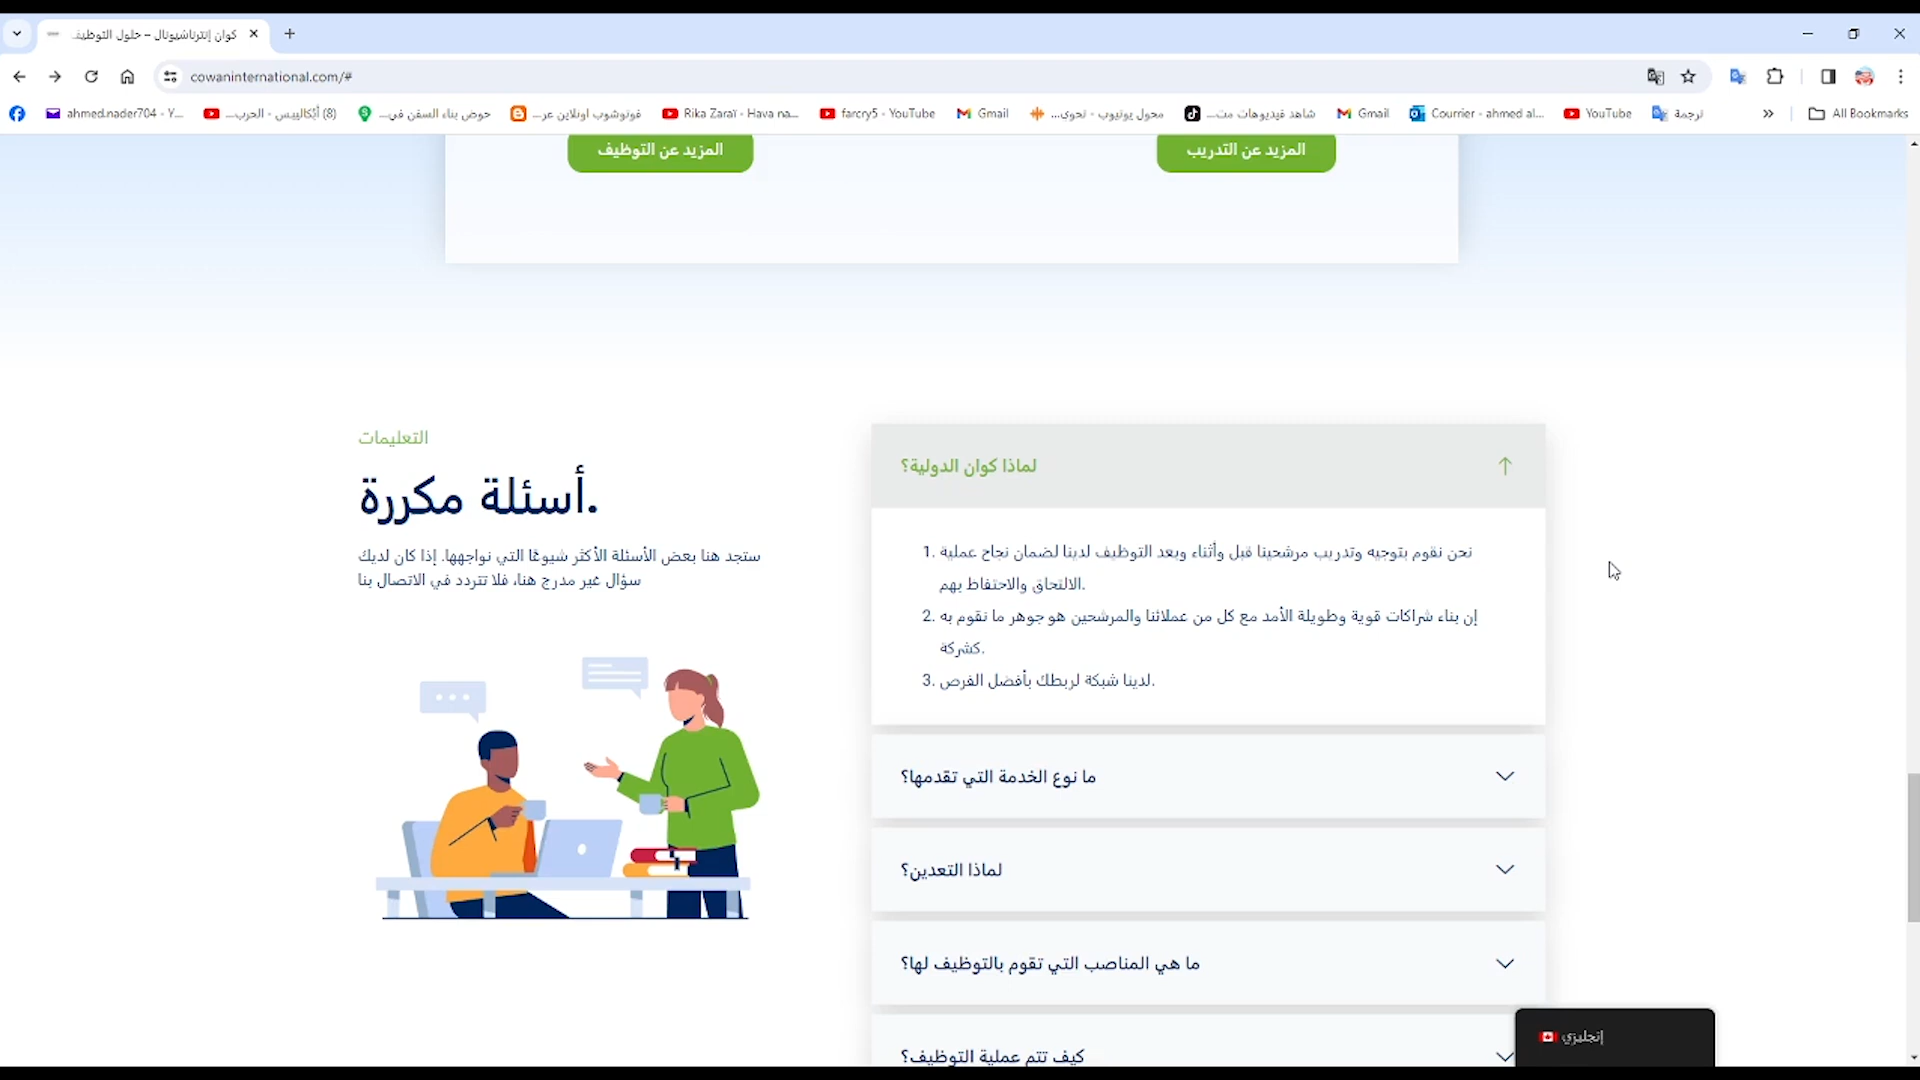 كوان إنترناشيونال – حلول التوظيف
cowaninternational.com/#
ahmed.nader704 - Y...
(8) أبْكاليبس - الحرب...
حوض بناء السفن في...
فوتوشوب اونلاين عر...
Rika Zaraï - Hava na...
farcry5 - YouTube
Gmail
محول يوتيوب - تحوي...
شاهد فيديوهات مت...
Gmail
Courrier - ahmed al...
YouTube
ترجمة
All Bookmarks
المزيد عن التوظيف
المزيد عن التدريب
التعليمات
أسئلة مكررة.
ستجد هنا بعض الأسئلة الأكثر شيوعًا التي نواجهها. إذا كان لديك
سؤال غير مدرج هنا، فلا تتردد في الاتصال بنا
لماذا كوان الدولية؟
1. نحن نقوم بتوجيه وتدريب مرشحينا قبل وأثناء وبعد التوظيف لدينا لضمان نجاح عملية
الالتحاق والاحتفاظ بهم.
2. إن بناء شراكات قوية وطويلة الأمد مع كل من عملائنا والمرشحين هو جوهر ما نقوم به
كشركة.
3. لدينا شبكة لربطك بأفضل الفرص.
ما نوع الخدمة التي تقدمها؟
لماذا التعدين؟
ما هي المناصب التي تقوم بالتوظيف لها؟
كيف تتم عملية التوظيف؟
إنجليزي